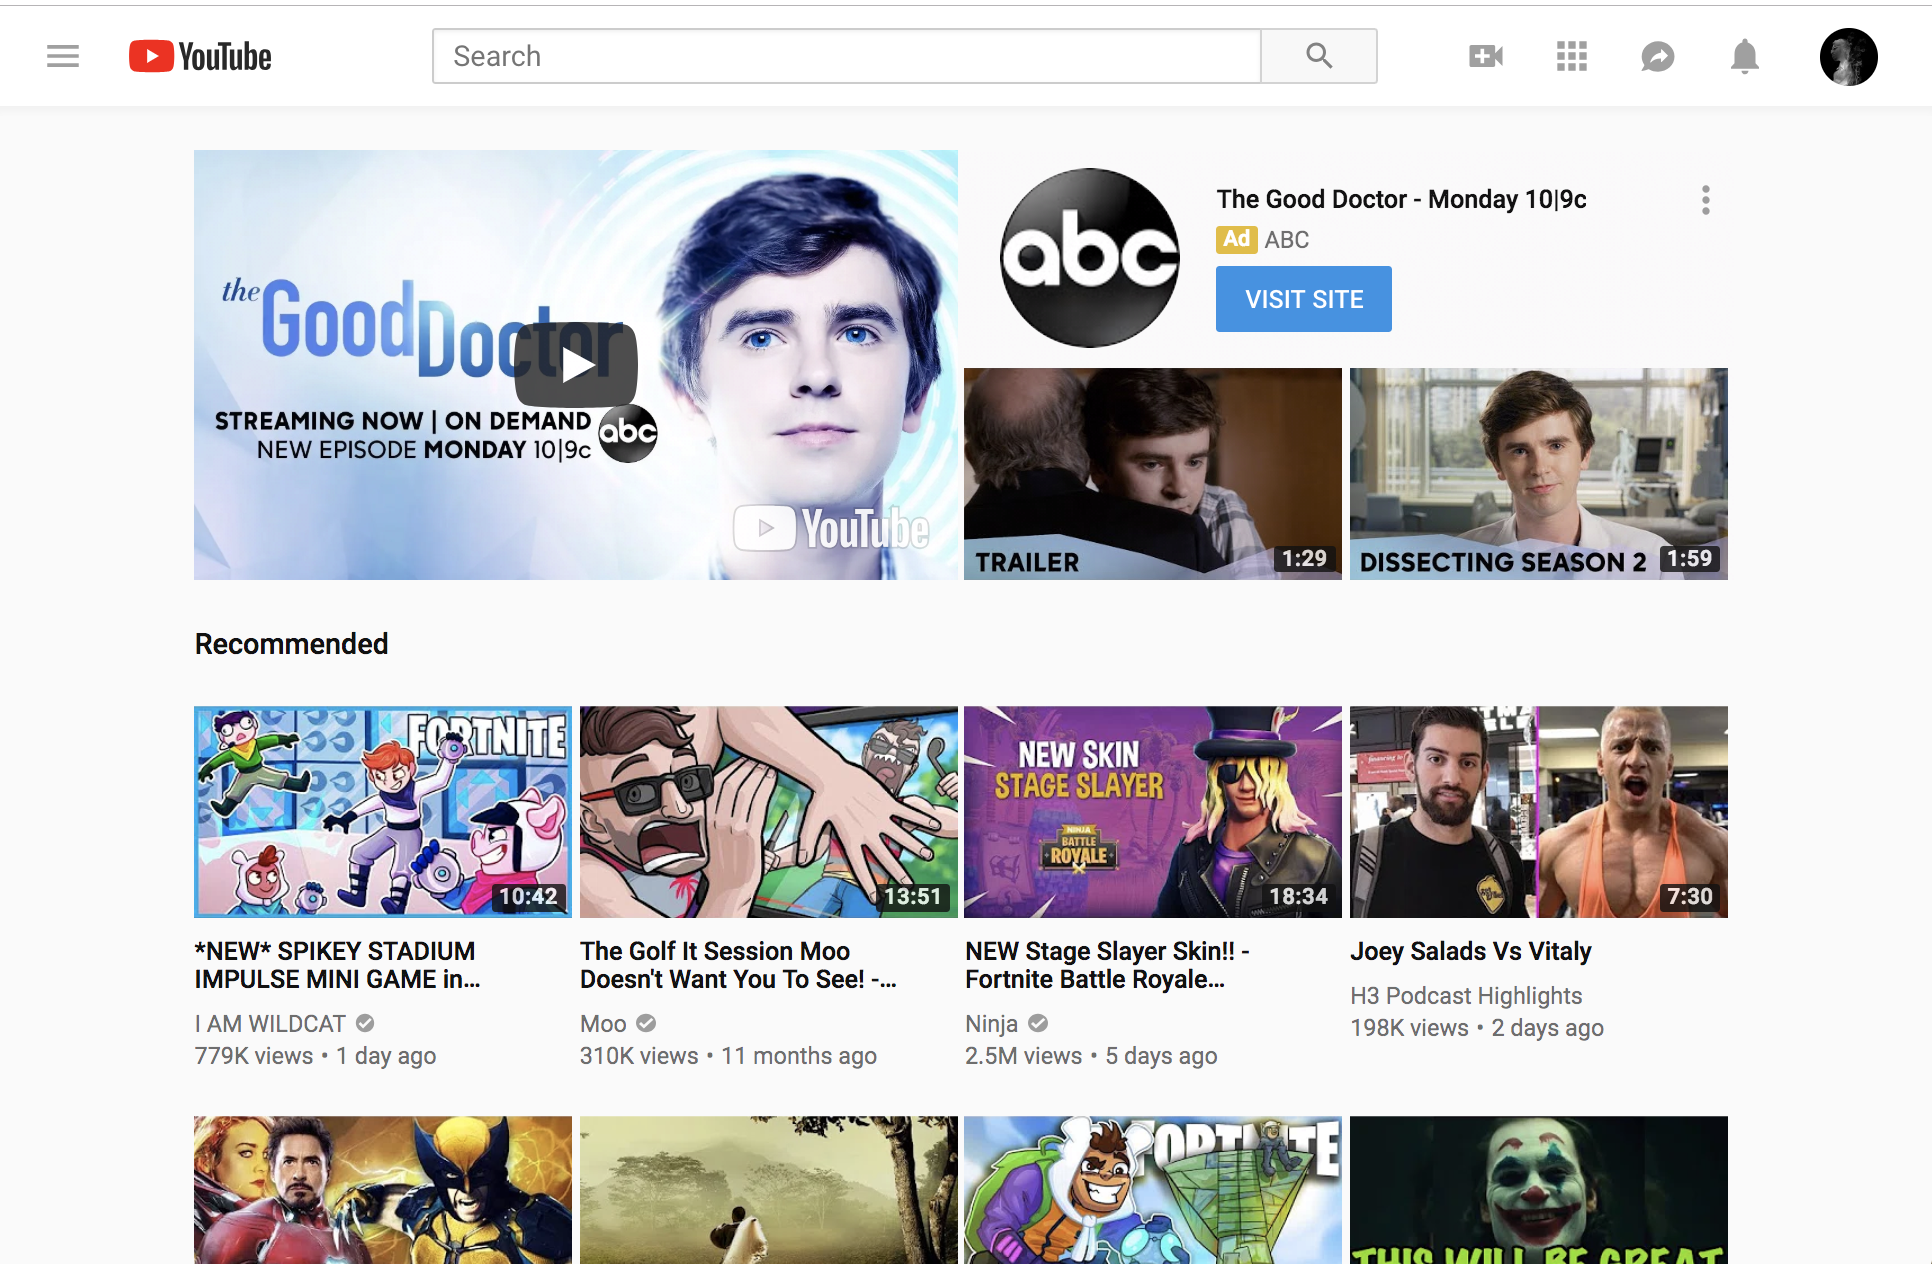 YouTube
Search
the
GoodDoctor
STREAMING NOW | ON DEMAND
abc
NEW EPISODE MONDAY 10|9c
YouTube
abc
The Good Doctor - Monday 10|9c
Ad ABC
VISIT SITE
TRAILER
1:29
DISSECTING SEASON 2
1:59
Recommended
FORTNITE
10:42
13:51
NEW SKIN
STAGE SLAYER
NINJA
BATTLE
ROYALE
18:34
7:30
*NEW* SPIKEY STADIUM
IMPULSE MINI GAME in...
I AM WILDCAT
779K views • 1 day ago
The Golf It Session Moo
Doesn't Want You To See! -...
Moo
310K views • 11 months ago
NEW Stage Slayer Skin!! -
Fortnite Battle Royale...
Ninja
2.5M views • 5 days ago
Joey Salads Vs Vitaly
H3 Podcast Highlights
198K views • 2 days ago
FORTNITE
THIS WILL BE GREAT